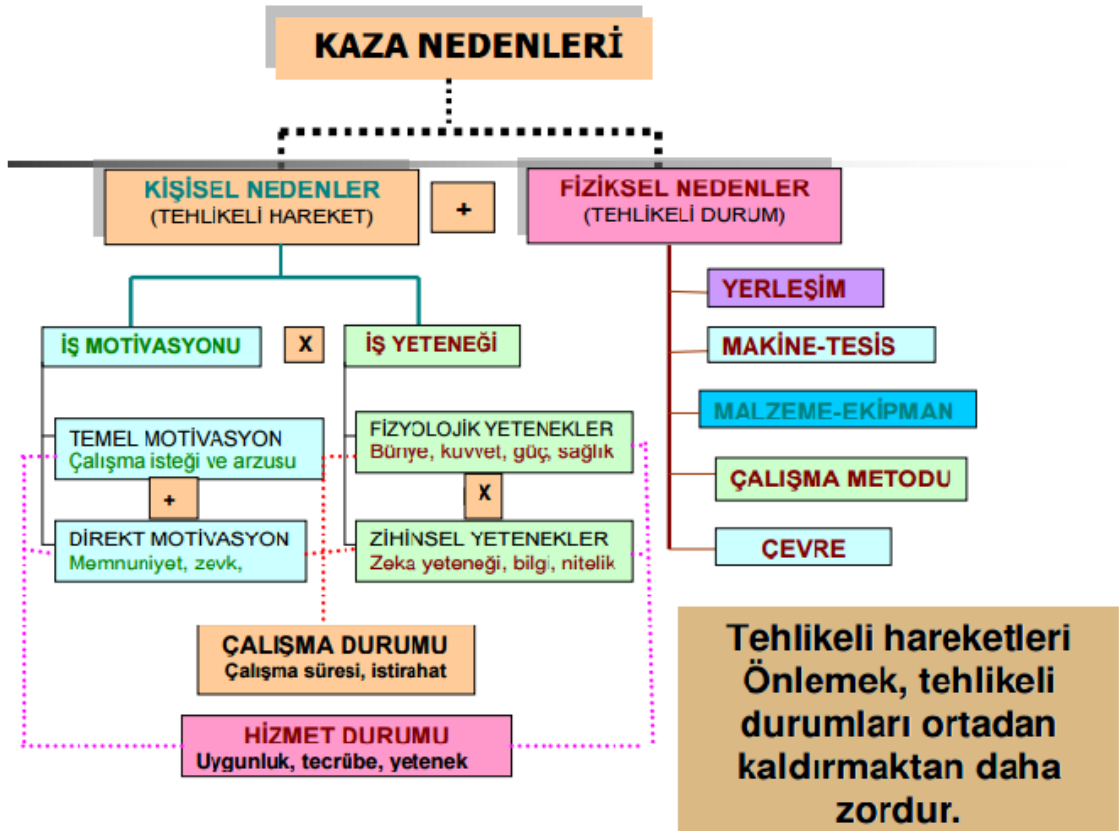 KAZA NEDENLERİ
KİŞİSEL NEDENLER
(TEHLİKELİ HAREKET)
+
FİZİKSEL NEDENLER
(TEHLİKELİ DURUM)
İŞ MOTİVASYONU
X
İŞ YETENEĞİ
TEMEL MOTİVASYON
Çalışma isteği ve arzusu
+
DİREKT MOTİVASYON
Memnuniyet, zevk,
FİZYOLOJİK YETENEKLER
Bünye, kuvvet, güç, sağlık
X
ZİHİNSEL YETENEKLER
Zeka yeteneği, bilgi, nitelik
ÇALIŞMA DURUMU
Çalışma süresi, istirahat
HİZMET DURUMU
Uygunluk, tecrübe, yetenek
YERLEŞİM
MAKİNE-TESİS
MALZEME-EKİPMAN
ÇALIŞMA METODU
ÇEVRE
Tehlikeli hareketleri
Önlemek, tehlikeli
durumları ortadan
kaldırmaktan daha
zordur.